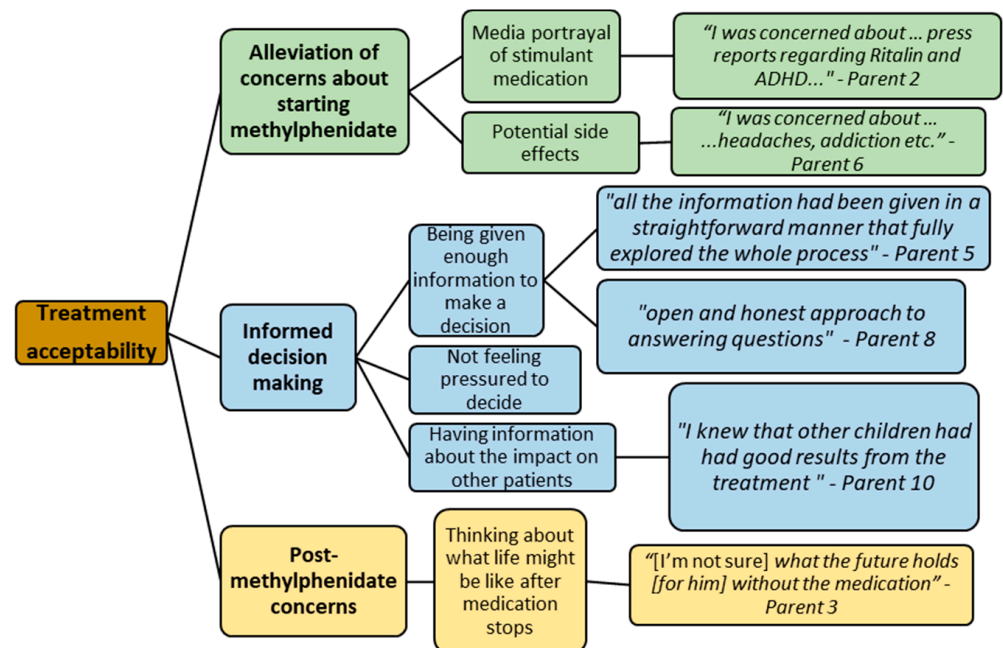 Treatment
acceptability
Alleviation of
concerns about
starting
methylphenidate
Media portrayal
of stimulant
medication
“I was concerned about ... press
reports regarding Ritalin and
ADHD..." - Parent 2
Potential side
effects
“I was concerned about ...
...headaches, addiction etc.” -
Parent 6
Informed
decision
making
Being given
enough
information to
make a
decision
"all the information had been given in a
straightforward manner that fully
explored the whole process" - Parent 5
"open and honest approach to
answering questions" - Parent 8
Not feeling
pressured to
decide
Having information
about the impact on
other patients
"I knew that other children had
had good results from the
treatment " - Parent 10
Post-
methylphenidate
concerns
Thinking about
what life might
be like after
medication
stops
“[I’m not sure] what the future holds
[for him] without the medication” -
Parent 3